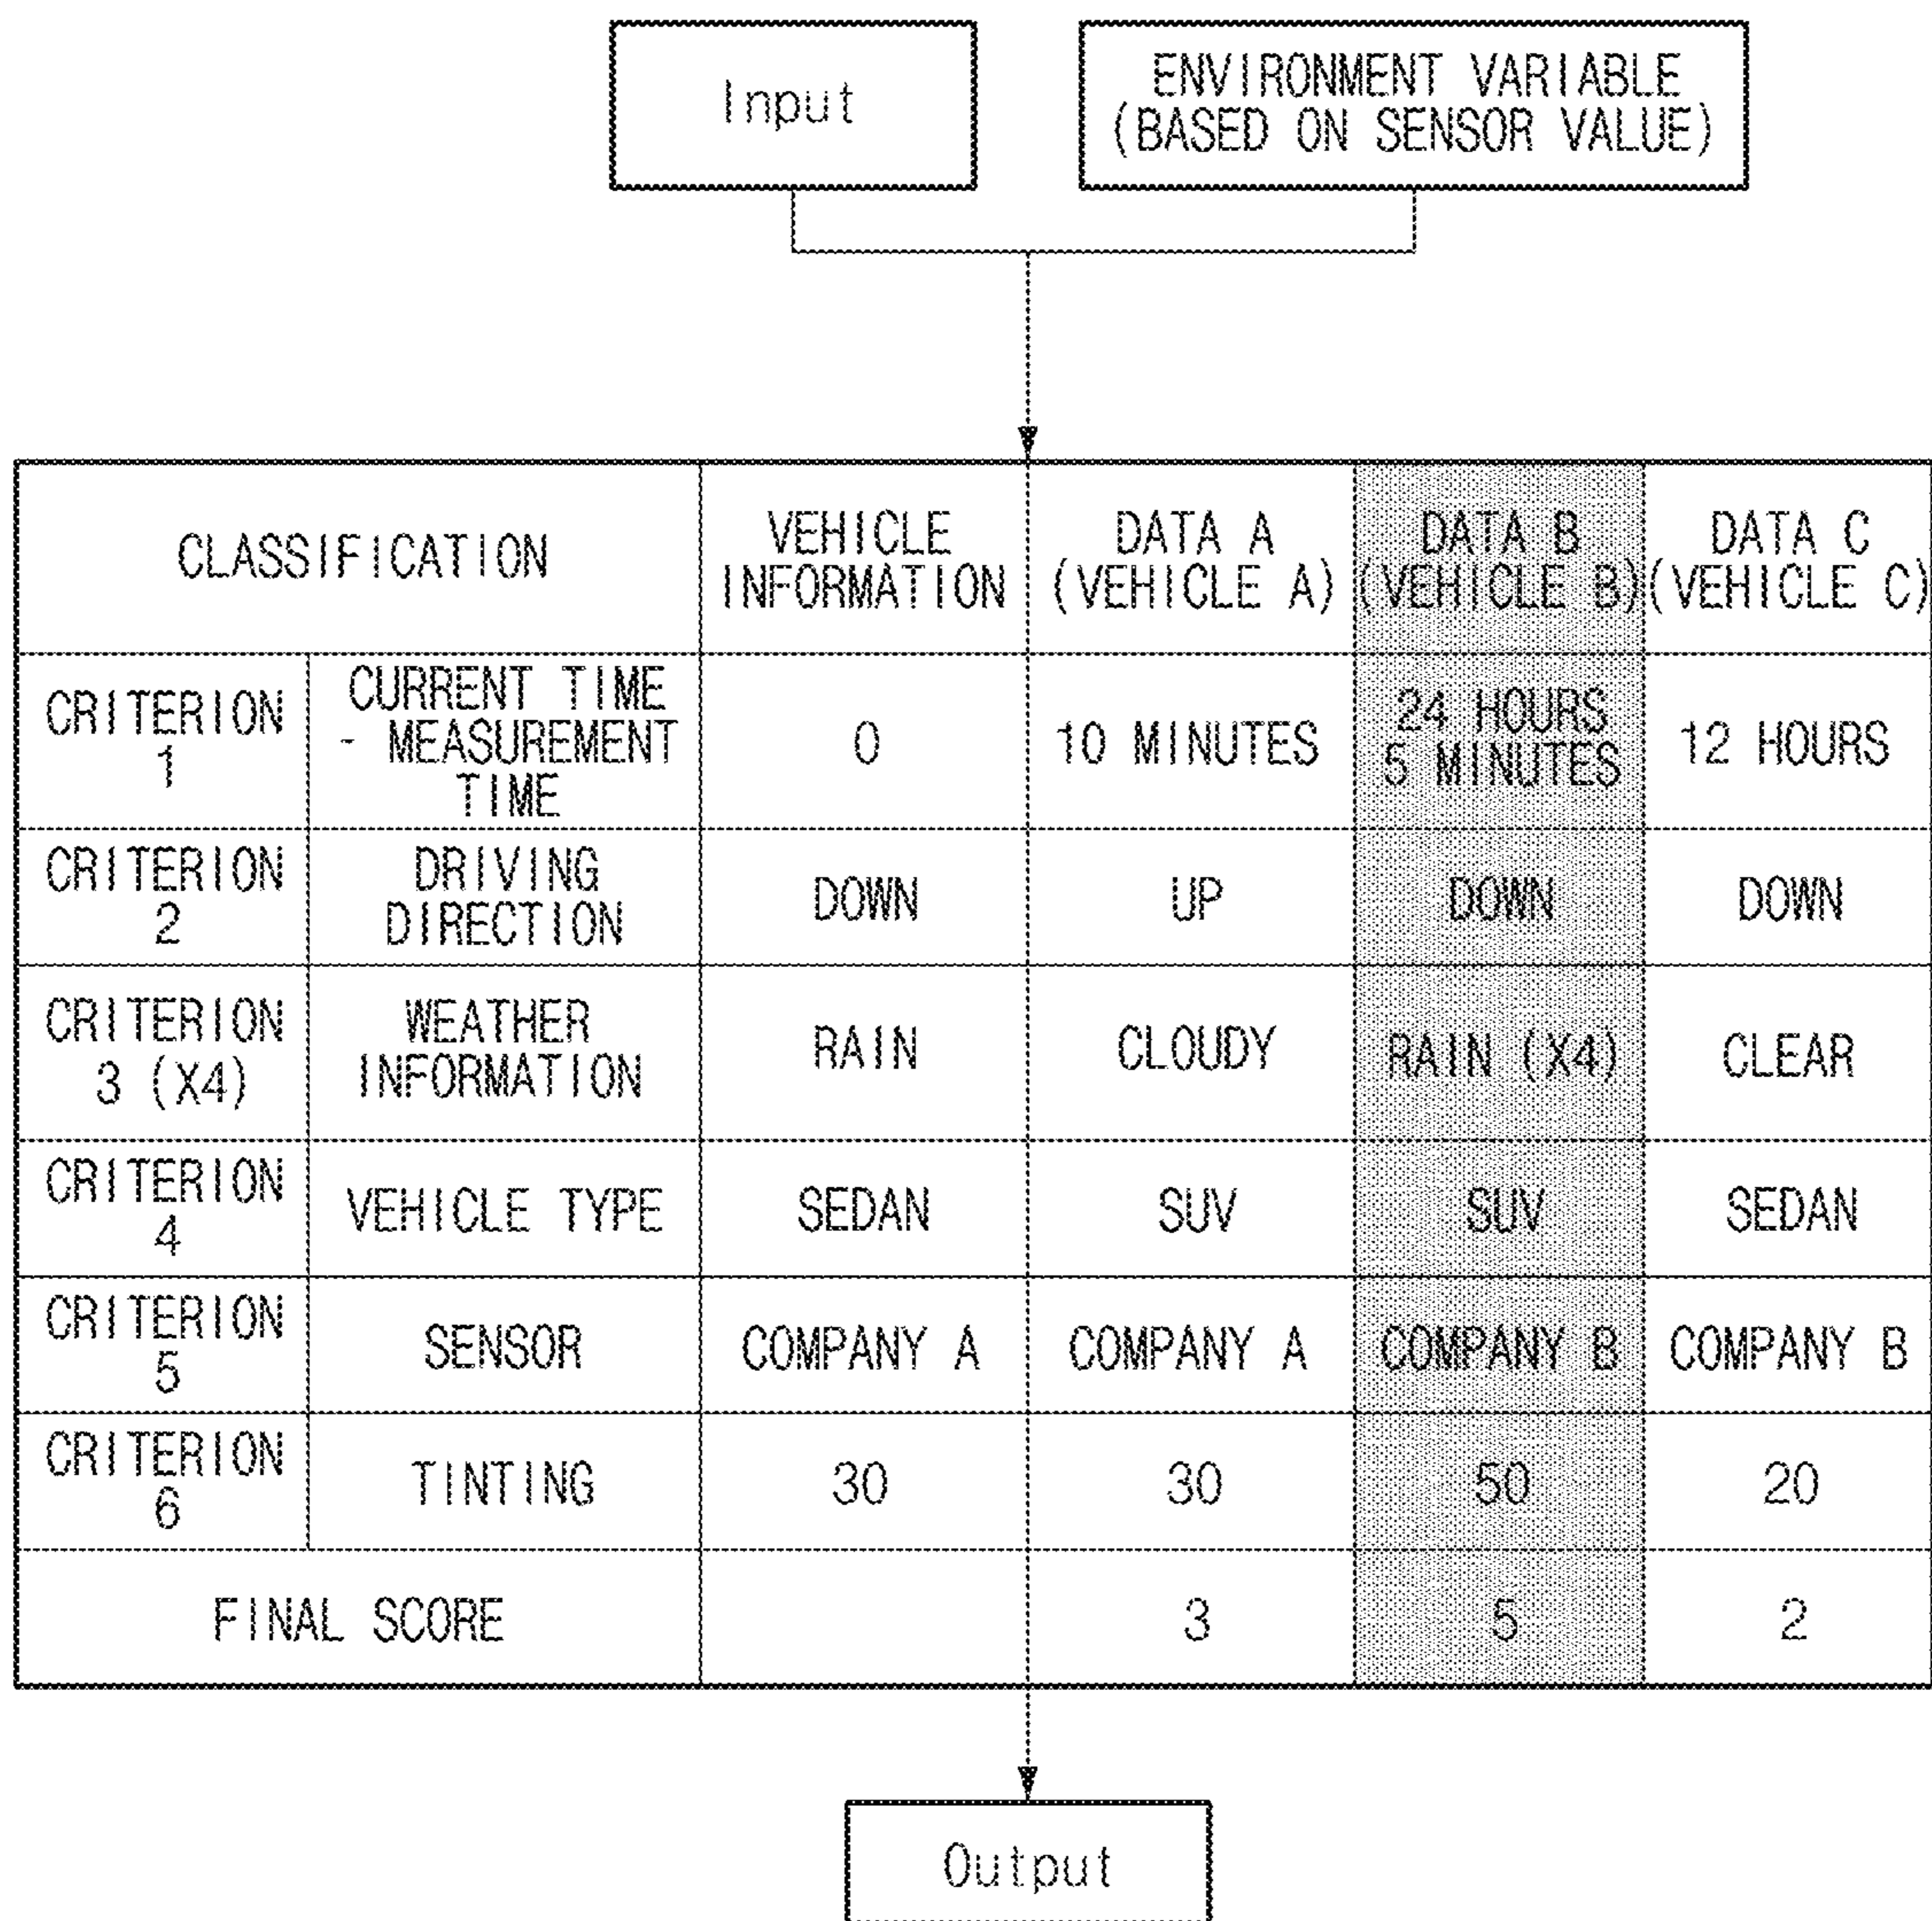 Input
ENVIRONMENT VARIABLE
(BASED ON SENSOR VALUE)
CLASSIFICATION
VEHICLE
INFORMATION
DATA A
(VEHICLE A)
DATA B
(VEHICLE B)
DATA C
(VEHICLE C)
CRITERION
1
CURRENT TIME
- MEASUREMENT
TIME
0
10 MINUTES
24 HOURS
5 MINUTES
12 HOURS
CRITERION
2
DRIVING
DIRECTION
DOWN
UP
DOWN
DOWN
CRITERION
3 (X4)
WEATHER
INFORMATION
RAIN
CLOUDY
RAIN (X4)
CLEAR
CRITERION
4
VEHICLE TYPE
SEDAN
SUV
SUV
SEDAN
CRITERION
5
SENSOR
COMPANY A
COMPANY A
COMPANY B
COMPANY B
CRITERION
6
TINTING
30
30
50
20
FINAL SCORE
3
5
2
Output